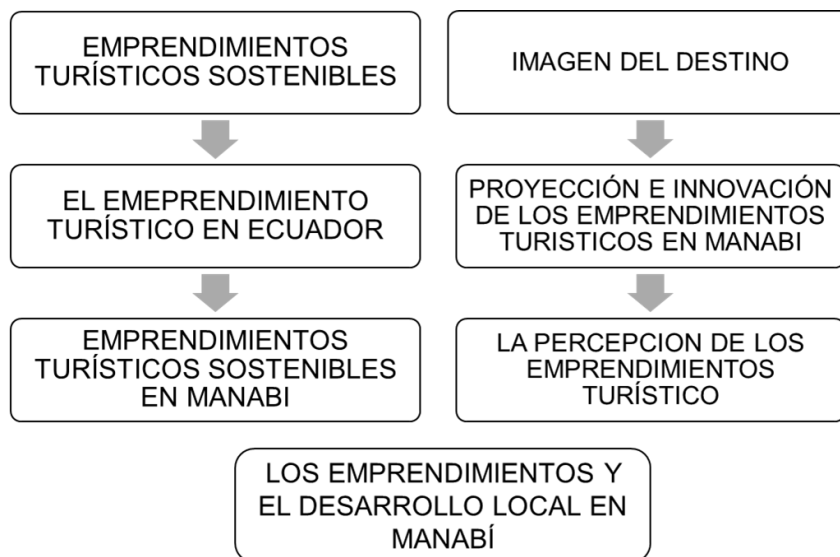 EMPRENDIMIENTOS
TURÍSTICOS SOSTENIBLES
EL EMEPRENDIMIENTO
TURÍSTICO EN ECUADOR
EMPRENDIMIENTOS
TURÍSTICOS SOSTENIBLES
EN MANABI
IMAGEN DEL DESTINO
PROYECCIÓN E INNOVACIÓN
DE LOS EMPRENDIMIENTOS
TURISTICOS EN MANABI
LA PERCEPCION DE LOS
EMPRENDIMIENTOS
TURÍSTICO
LOS EMPRENDIMIENTOS Y
EL DESARROLLO LOCAL EN
MANABÍ